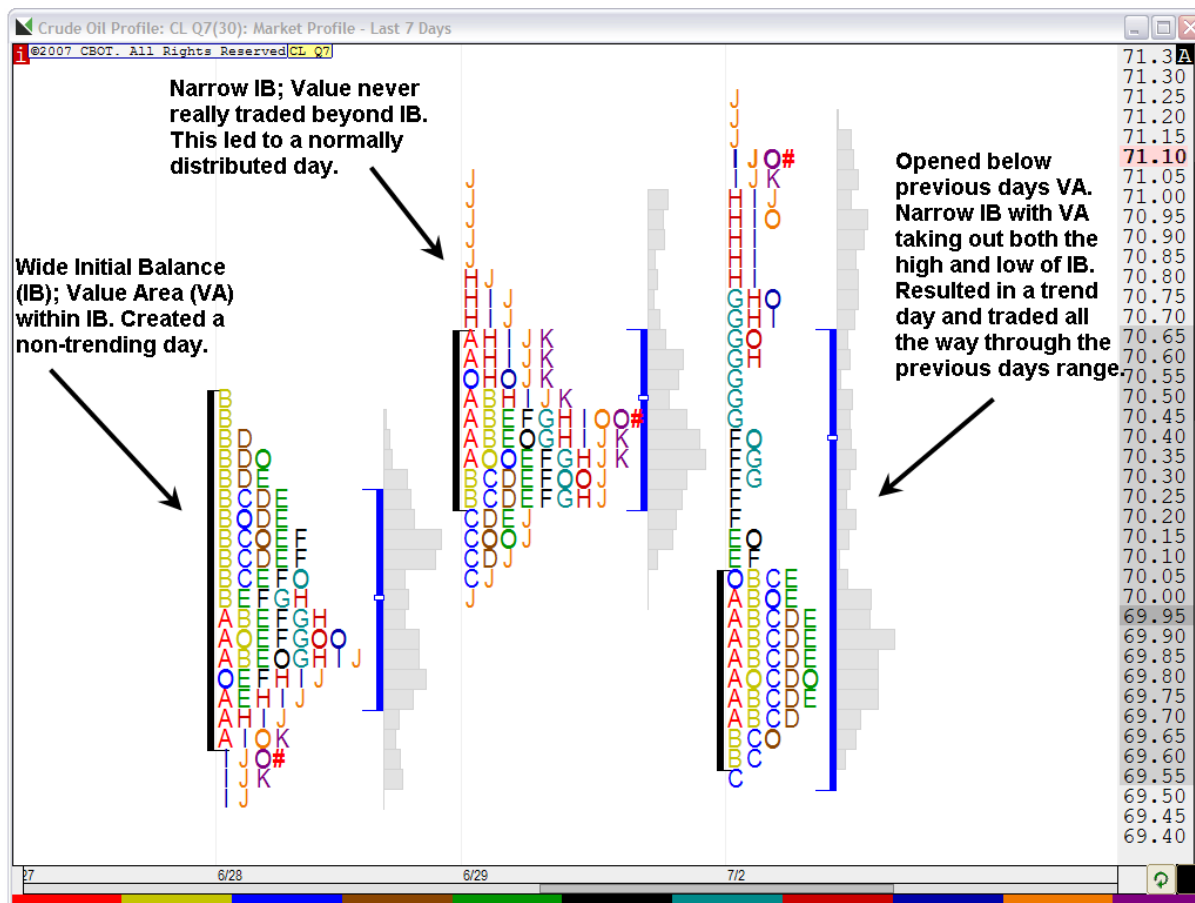 Crude Oil Profile: CL Q7(30): Market Profile - Last 7 Days
i ©2007 CBOT. All Rights Reserved CL Q7
Wide Initial Balance
(IB); Value Area (VA)
within IB. Created a
non-trending day.
Narrow IB; Value never
really traded beyond IB.
This led to a normally
distributed day.
Opened below
previous days VA.
Narrow IB with VA
taking out both the
high and low of IB.
Resulted in a trend
day and traded all
the way through the
previous days range.
B
B
B D
B D O
B D E
B C D E
B O D E
B C O E F
B C D E F
B C E F O
B E F G H
A B E F G H
A O E F G O O
A B E O G H I J
O E F H I J
A E H I J
A H I J
A I O K
I J O#
I J K
I J
J
J
J
J
J
H J
H I J
H I J
A H I J K
A H I J K
O H O J K
A B H I J K
A B E F G H I O O#
A B E O G H I J K
A O O E F G H J K
B C D E F O O J
B C D E F G H J
C D E J
C O O J
C D J
C J
J
J
J
J
I J O#
I J K
H I J
H I O
H I
H I
H I
G H O
G H I
G O
G H
G
G
G
F O
F G
F G
F
F
E O
E F
O B C E
A B O E
A B C D E
A B C D E
A B C D E
A O C D O
A B C D E
A B C D
B C O
B C
C
71.3 A
71.30
71.25
71.20
71.15
71.10
71.05
71.00
70.95
70.90
70.85
70.80
70.75
70.70
70.65
70.60
70.55
70.50
70.45
70.40
70.35
70.30
70.25
70.20
70.15
70.10
70.05
70.00
69.95
69.90
69.85
69.80
69.75
69.70
69.65
69.60
69.55
69.50
69.45
69.40
27 6/28 6/29 7/2